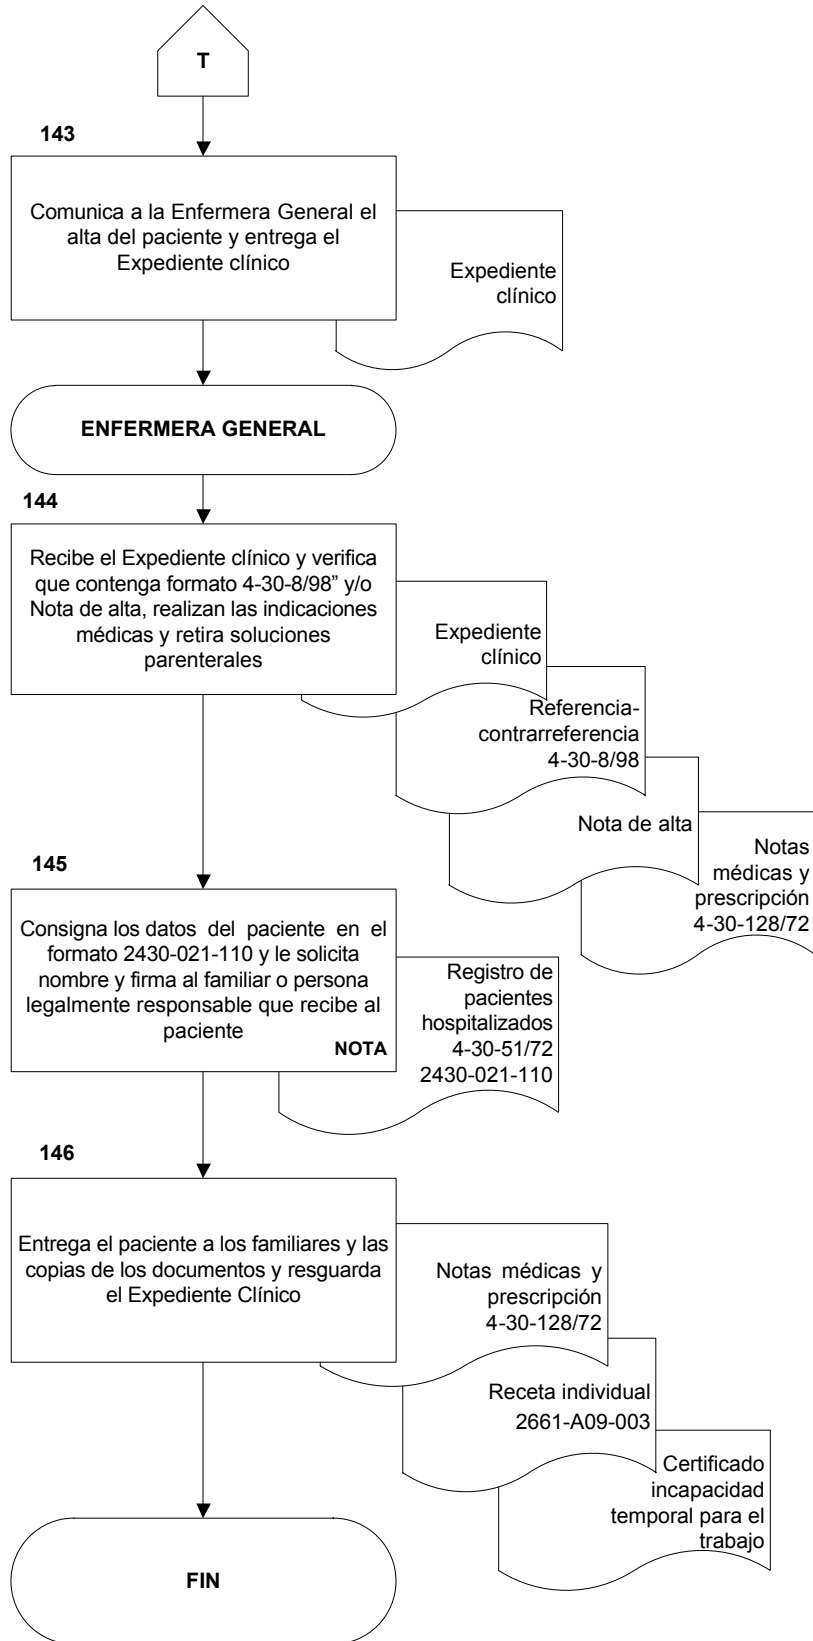 T
143
Comunica a la Enfermera General el
alta del paciente y entrega el
Expediente clínico
Expediente
clínico
ENFERMERA GENERAL
144
Recibe el Expediente clínico y verifica
que contenga formato 4-30-8/98” y/o
Nota de alta, realizan las indicaciones
médicas y retira soluciones
parenterales
Expediente
clínico
Referencia-
contrarreferencia
4-30-8/98
Nota de alta
Notas
médicas y
prescripción
4-30-128/72
145
Consigna los datos del paciente en el
formato 2430-021-110 y le solicita
nombre y firma al familiar o persona
legalmente responsable que recibe al
paciente
NOTA
Registro de
pacientes
hospitalizados
4-30-51/72
2430-021-110
146
Entrega el paciente a los familiares y las
copias de los documentos y resguarda
el Expediente Clínico
Notas médicas y
prescripción
4-30-128/72
Receta individual
2661-A09-003
Certificado
incapacidad
temporal para el
trabajo
FIN